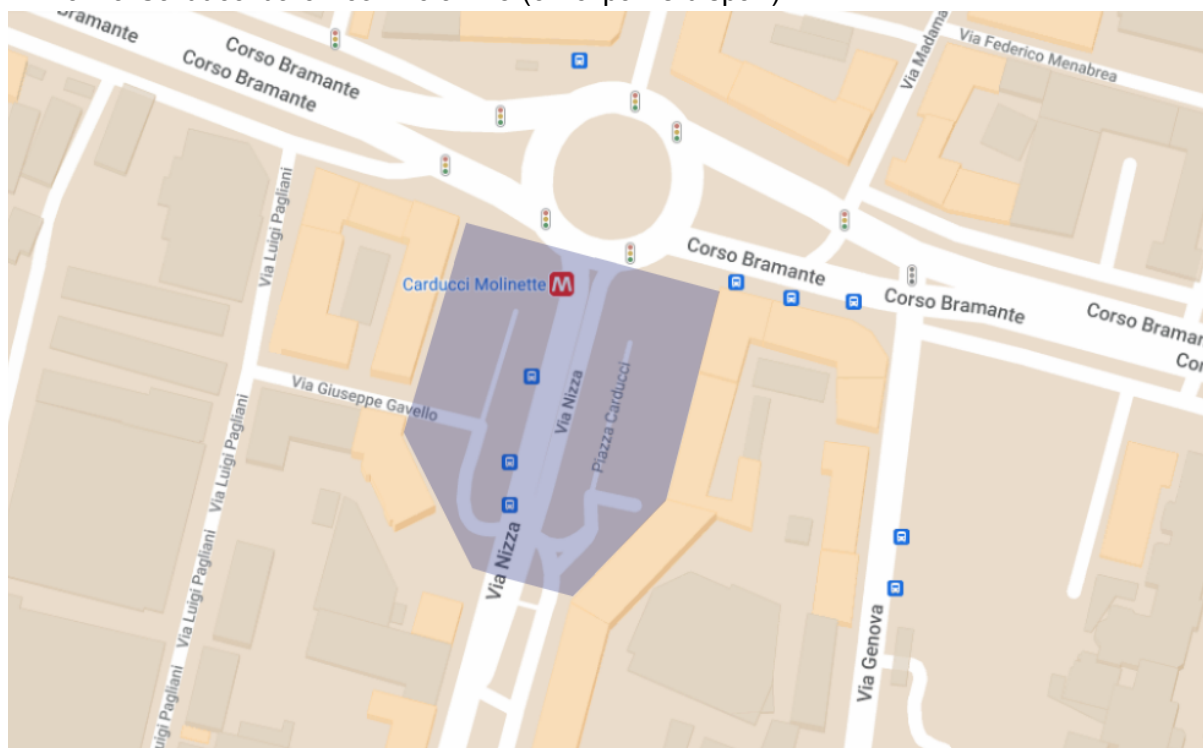 Bramante
Corso Bramante
Corso Bramante
Via Madama
Via Federico Menabrea
Via Luigi Pagliani
Corso Bramante
Carducci Molinette
M
Corso Bramante
Corso Bramar
Cor
Via Giuseppe Gavello
Via Nizza
Piazza Carducci
Via Luigi Pagliani
Via Nizza
Via Luigi Pagliani
Via Genova
Luigi Pagliani